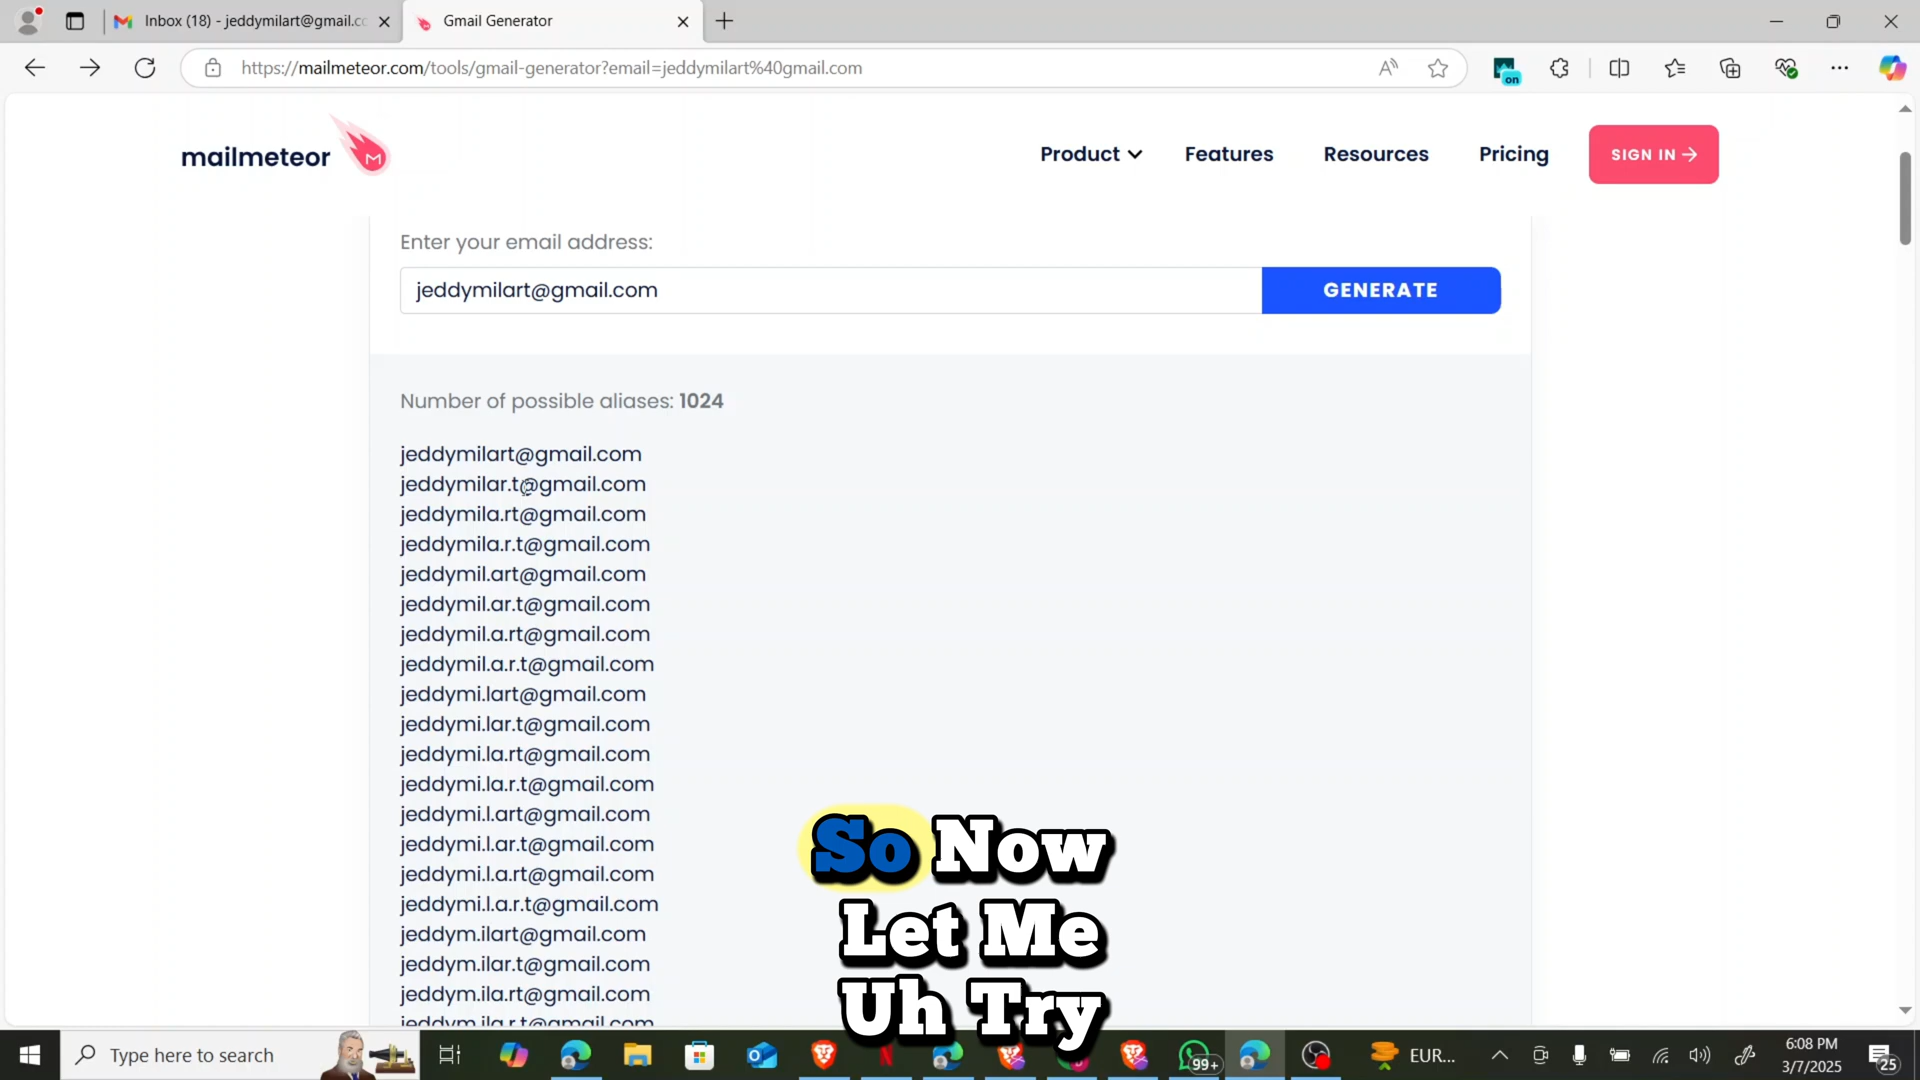 Inbox (18) - jeddymilart@gmail.co
Gmail Generator
https://mailmeteor.com/tools/gmail-generator?email=jeddymilart%40gmail.com
on
mailmeteor
Product
Features
Resources
Pricing
SIGN IN →
Enter your email address:
jeddymilart@gmail.com
GENERATE
Number of possible aliases: 1024
jeddymilart@gmail.com
jeddymilar.t@gmail.com
jeddymila.rt@gmail.com
jeddymila.r.t@gmail.com
jeddymil.art@gmail.com
jeddymil.ar.t@gmail.com
jeddymil.a.rt@gmail.com
jeddymil.a.r.t@gmail.com
jeddymi.lart@gmail.com
jeddymi.lar.t@gmail.com
jeddymi.la.rt@gmail.com
jeddymi.la.r.t@gmail.com
jeddymi.l.art@gmail.com
jeddymi.l.ar.t@gmail.com
jeddymi.l.a.rt@gmail.com
jeddymi.l.a.r.t@gmail.com
jeddym.ilart@gmail.com
jeddym.ilar.t@gmail.com
jeddym.ila.rt@gmail.com
jeddym.ila.r.t@gmail.com
So Now
Let Me
Uh Try
Type here to search
99+
EUR...
6:08 PM
3/7/2025
25